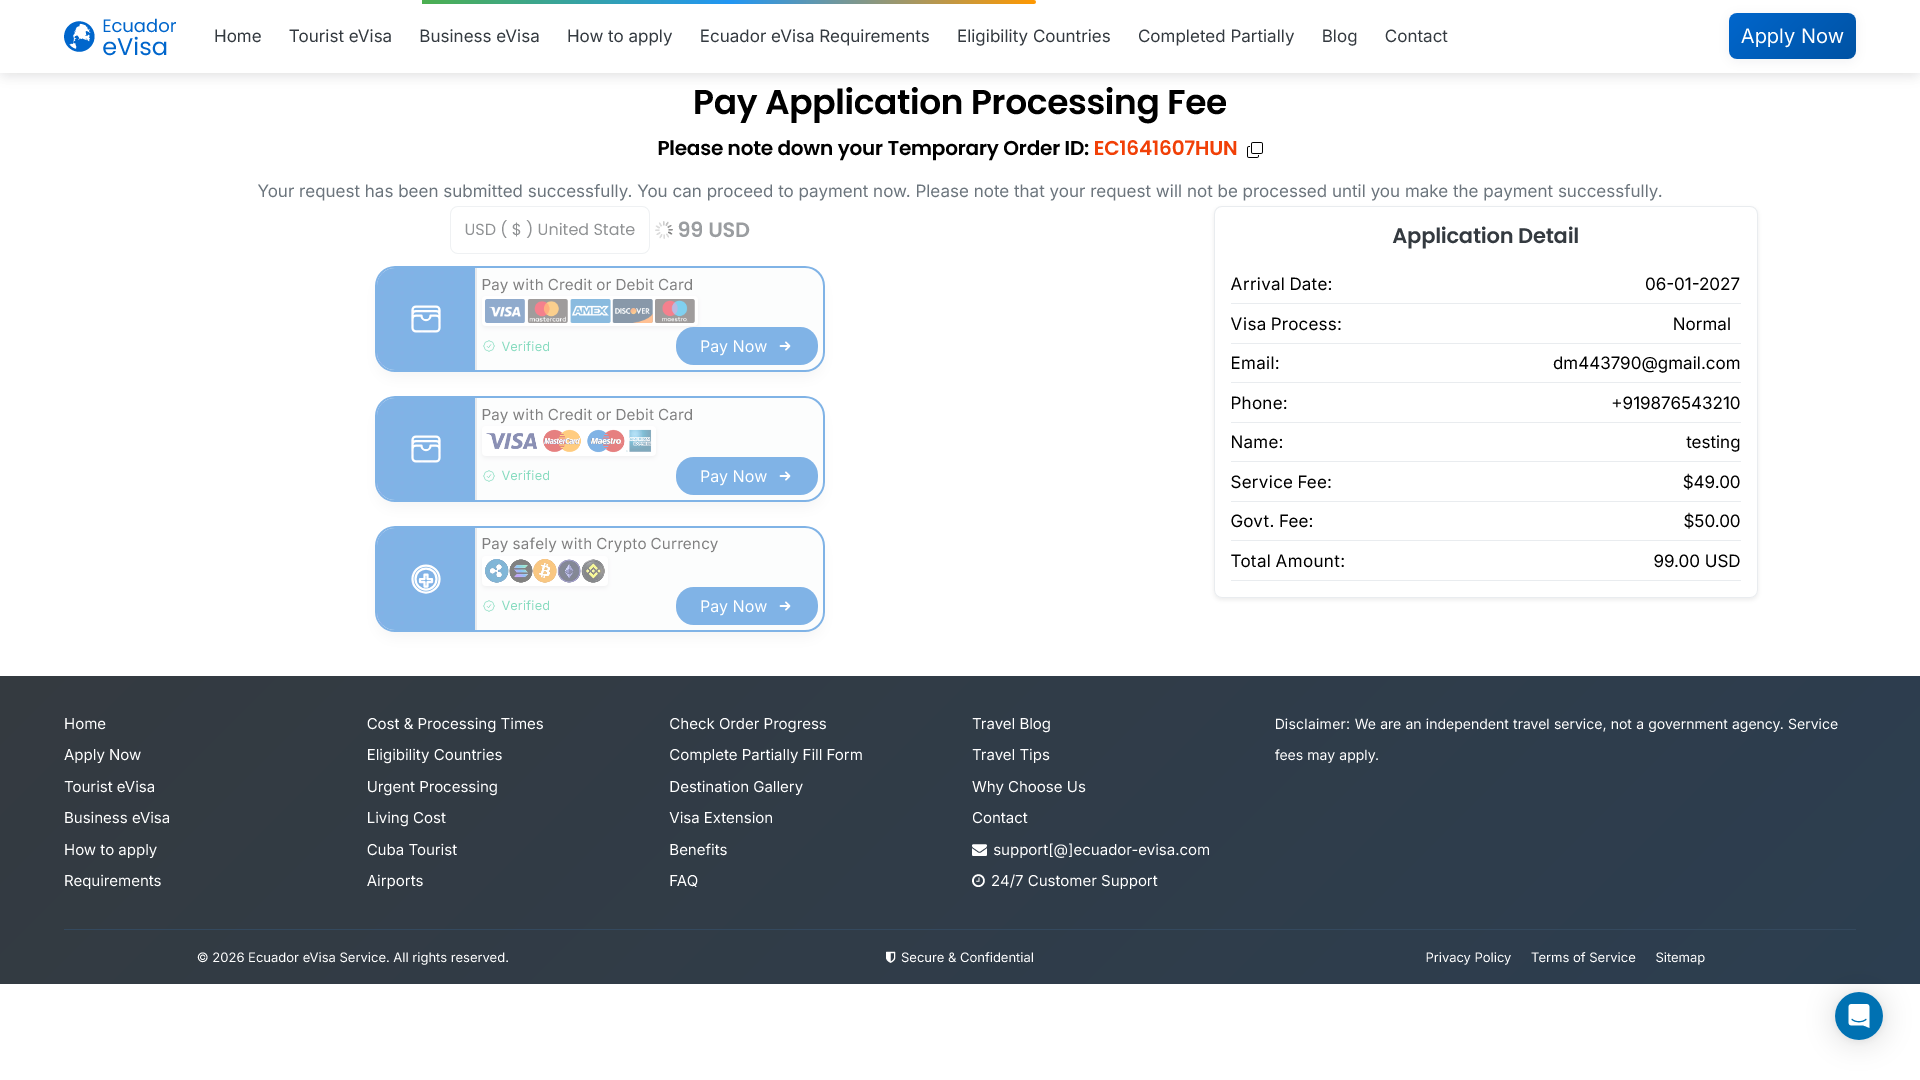 Ecuador
eVisa
Home
Tourist eVisa
Business eVisa
How to apply
Ecuador eVisa Requirements
Eligibility Countries
Completed Partially
Blog
Contact
Apply Now
Pay Application Processing Fee
Please note down your Temporary Order ID: EC1641607HUN
Your request has been submitted successfully. You can proceed to payment now. Please note that your request will not be processed until you make the payment successfully.
USD ( $ ) United State
99 USD
Pay with Credit or Debit Card
VISA mastercard AMEX DISCOVER maestro
Verified
Pay Now
Pay with Credit or Debit Card
VISA MasterCard Maestro
Verified
Pay Now
Pay safely with Crypto Currency
Verified
Pay Now
Application Detail
Arrival Date: 06-01-2027
Visa Process: Normal
Email: dm443790@gmail.com
Phone: +919876543210
Name: testing
Service Fee: $49.00
Govt. Fee: $50.00
Total Amount: 99.00 USD
Home
Apply Now
Tourist eVisa
Business eVisa
How to apply
Requirements
Cost & Processing Times
Eligibility Countries
Urgent Processing
Living Cost
Cuba Tourist
Airports
Check Order Progress
Complete Partially Fill Form
Destination Gallery
Visa Extension
Benefits
FAQ
Travel Blog
Travel Tips
Why Choose Us
Contact
support[@]ecuador-evisa.com
24/7 Customer Support
Disclaimer: We are an independent travel service, not a government agency. Service
fees may apply.
© 2026 Ecuador eVisa Service. All rights reserved.
Secure & Confidential
Privacy Policy
Terms of Service
Sitemap